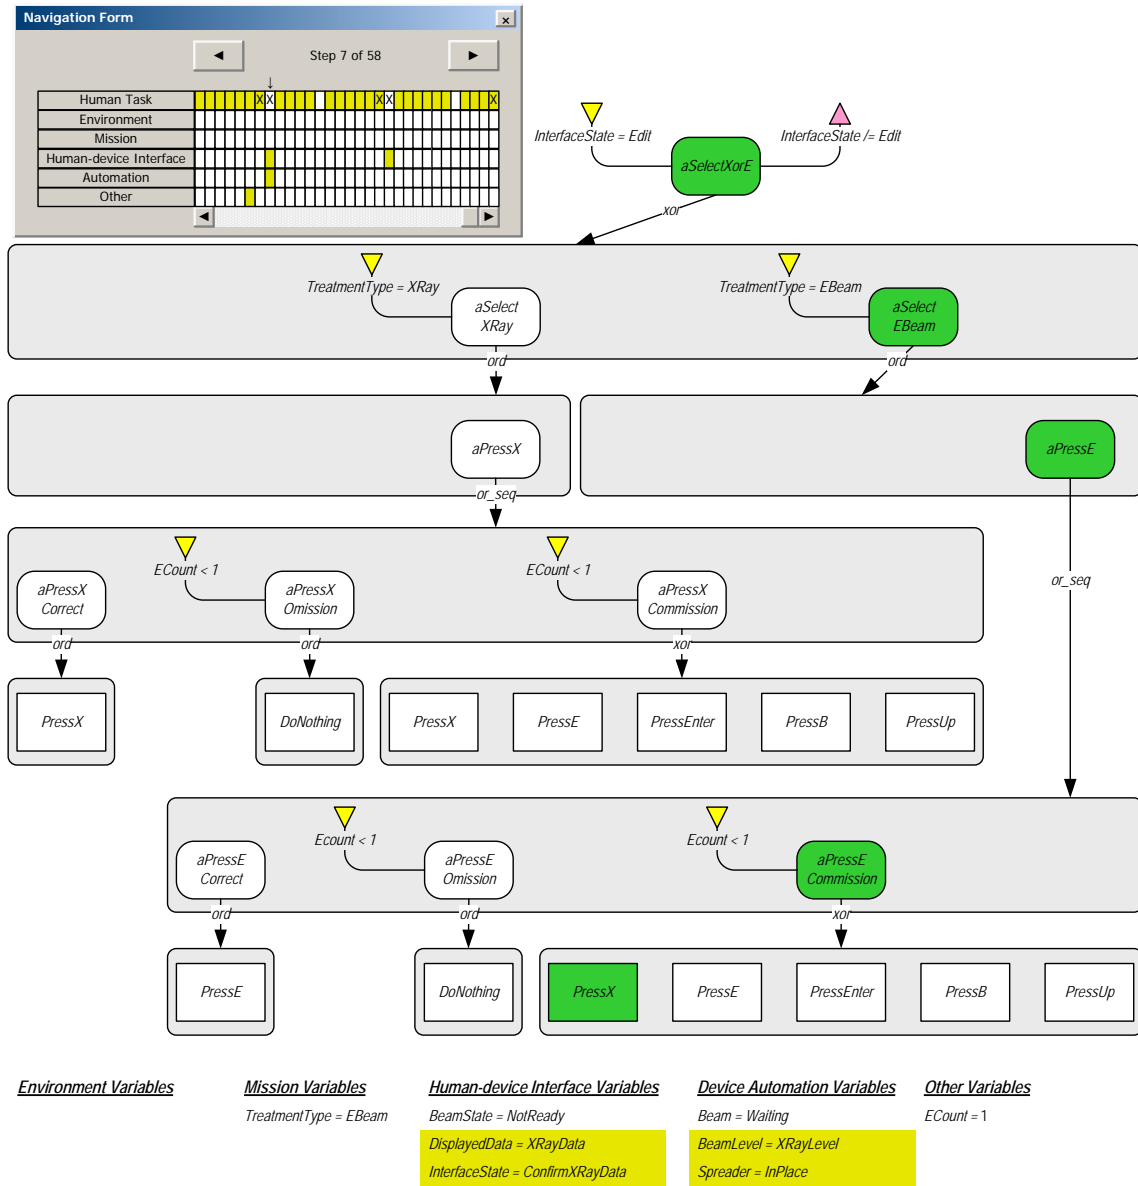 Navigation Form
x
◄
Step 7 of 58
►
↓
Human Task
X X X X X
Environment
Mission
Human-device Interface
Automation
Other
◄ ►
InterfaceState = Edit
InterfaceState /= Edit
aSelectXorE
xor
TreatmentType = XRay
TreatmentType = EBeam
aSelect
XRay
aSelect
EBeam
ord
ord
aPressX
aPressE
or_seq
ECount < 1
ECount < 1
or_seq
aPressX
Correct
aPressX
Omission
aPressX
Commission
ord
ord
xor
PressX
DoNothing
PressX
PressE
PressEnter
PressB
PressUp
Ecount < 1
Ecount < 1
aPressE
Correct
aPressE
Omission
aPressE
Commission
ord
ord
xor
PressE
DoNothing
PressX
PressE
PressEnter
PressB
PressUp
Environment Variables
Mission Variables
TreatmentType = EBeam
Human-device Interface Variables
BeamState = NotReady
DisplayedData = XRayData
InterfaceState = ConfirmXRayData
Device Automation Variables
Beam = Waiting
BeamLevel = XRayLevel
Spreader = InPlace
Other Variables
ECount = 1